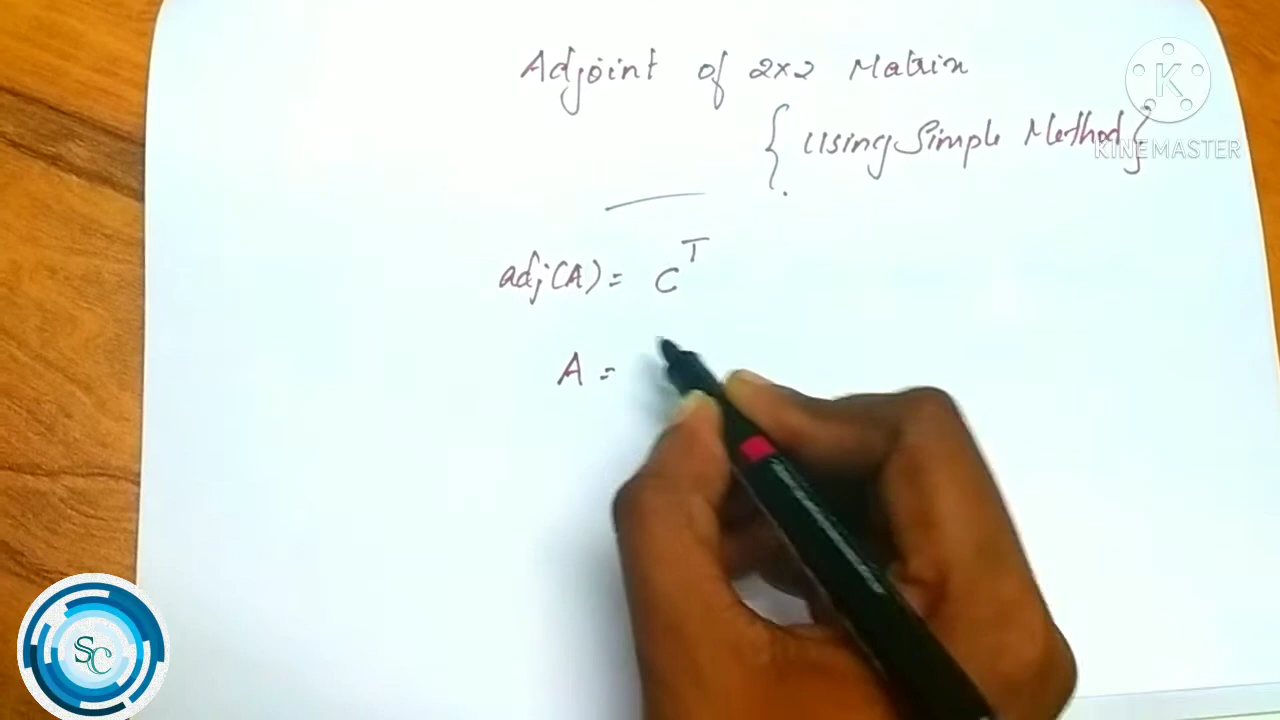 Adjoint of 2x2 Matrix
{ Using Simple Method }
adj(A) = C^T
A =
K
KINEMASTER
SC